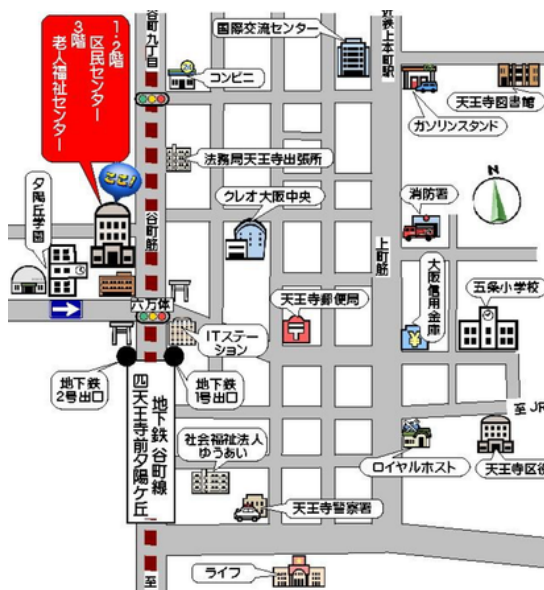 1・2階
区民センター
3階
老人福祉センター
谷町九丁目
コンビニ
国際交流センター
近鉄上本町駅
ガソリンスタンド
天王寺図書館
法務局天王寺出張所
ここ!
N
夕陽丘学園
谷町筋
クレオ大阪中央
上町筋
消防署
大阪信用金庫
五条小学校
六万体
天王寺郵便局
ITステー
ション
地下鉄
2号出口
地下鉄
1号出口
地下鉄 谷町線
四天王寺前夕陽ケ丘
社会福祉法人
ゆうあい
ロイヤルホスト
至 JR
天王寺区役
天王寺警察署
ライフ
至